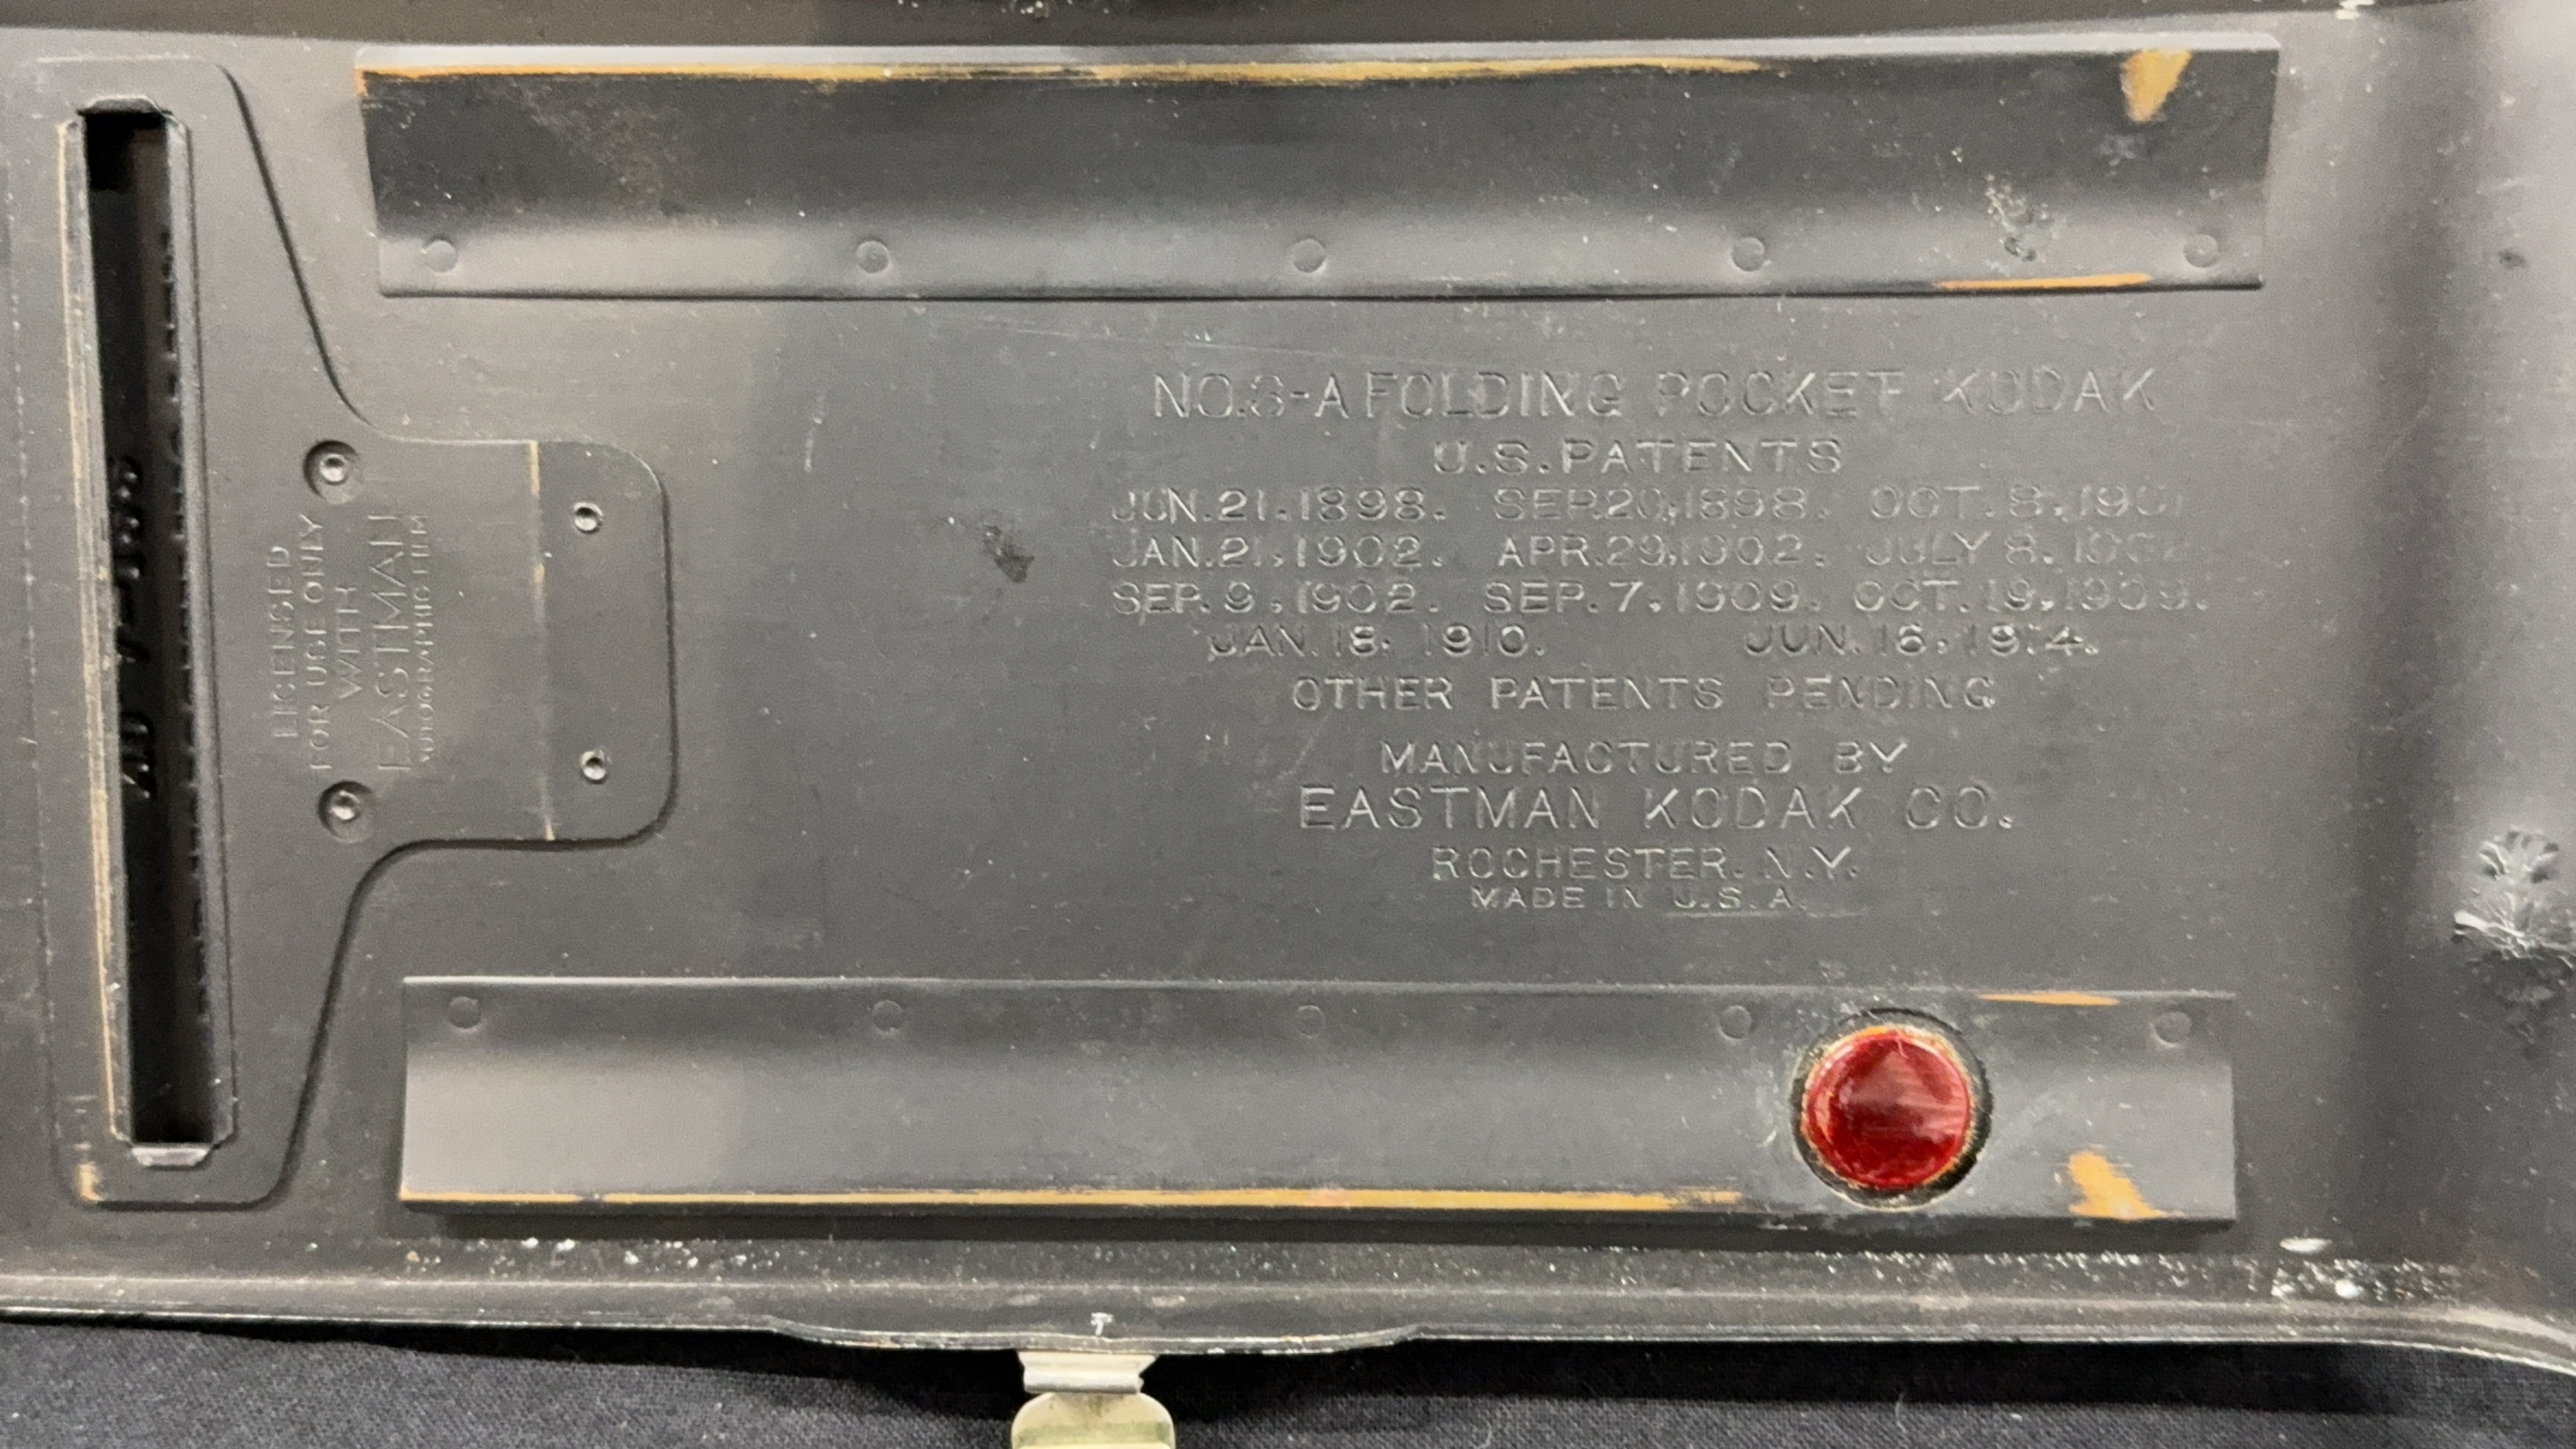 NO.3-A FOLDING POCKET KODAK
U.S. PATENTS
JUN.21.1898. SEP.20.1898. OCT.8.1901
JAN.21.1902. APR.29.1902. JULY 8.1902
SEP.9.1902. SEP.7.1909. OCT.19.1909.
JAN.18.1910. JUN.16.1914.
OTHER PATENTS PENDING
MANUFACTURED BY
EASTMAN KODAK CO.
ROCHESTER. N.Y.
MADE IN U.S.A.
LICENSED
FOR USE ONLY
WITH
EASTMAN
AUTOGRAPHIC FILM